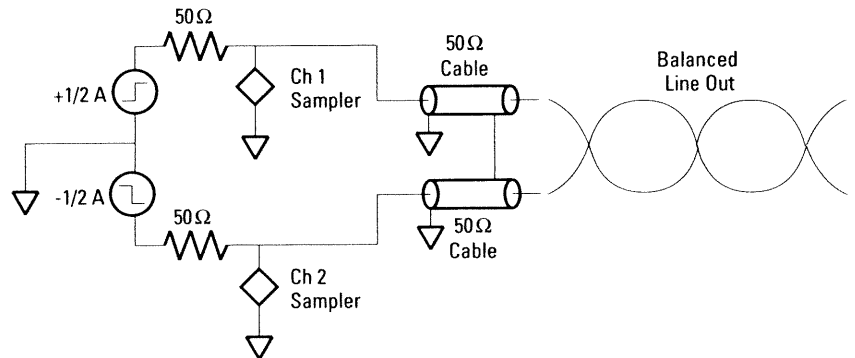 50Ω
+1/2 A
Ch 1
Sampler
50Ω
Cable
Balanced
Line Out
-1/2 A
50Ω
50Ω
Cable
Ch 2
Sampler